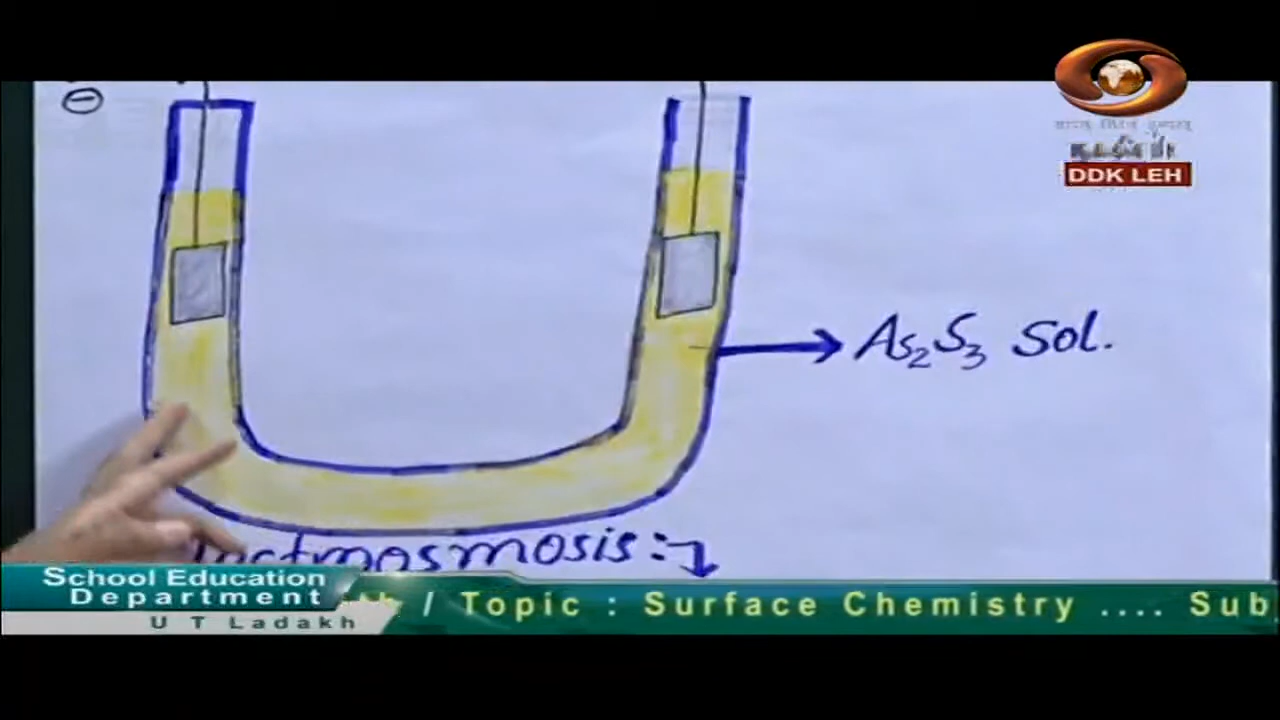 ⊖
DDK LEH
As₂S₃ Sol.
School Education
Department
U T Ladakh
/ Topic : Surface Chemistry .... Sub